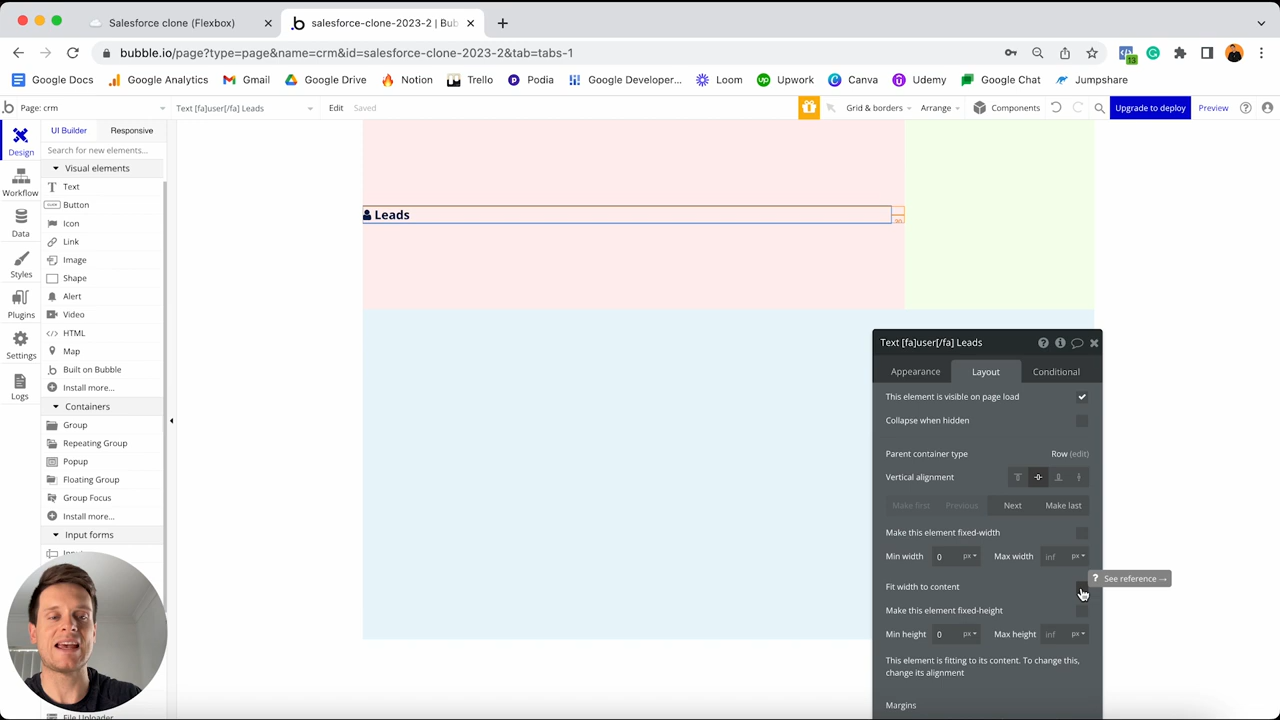 Salesforce clone (Flexbox)
salesforce-clone-2023-2 | Bub
bubble.io/page?type=page&name=crm&id=salesforce-clone-2023-2&tab=tabs-1
13
Google Docs
Google Analytics
Gmail
Google Drive
Notion
Trello
Podia
Google Developer...
Loom
Upwork
Canva
Udemy
Google Chat
Jumpshare
Page: crm
Text [fa]user[/fa] Leads
Edit
Saved
Grid & borders
Arrange
Components
Upgrade to deploy
Preview
Design
Workflow
Data
Styles
Plugins
Settings
Logs
UI Builder
Responsive
Search for new elements...
Visual elements
Text
Button
Icon
Link
Image
Shape
Alert
Video
HTML
Map
Built on Bubble
Install more...
Containers
Group
Repeating Group
Popup
Floating Group
Group Focus
Install more...
Input forms
Leads
Text [fa]user[/fa] Leads
Appearance
Layout
Conditional
This element is visible on page load
Collapse when hidden
Parent container type
Row (edit)
Vertical alignment
Make first
Previous
Next
Make last
Make this element fixed-width
Min width 0 px
Max width inf px
? See reference →
Fit width to content
Make this element fixed-height
Min height 0 px
Max height inf px
This element is fitting to its content. To change this,
change its alignment
Margins